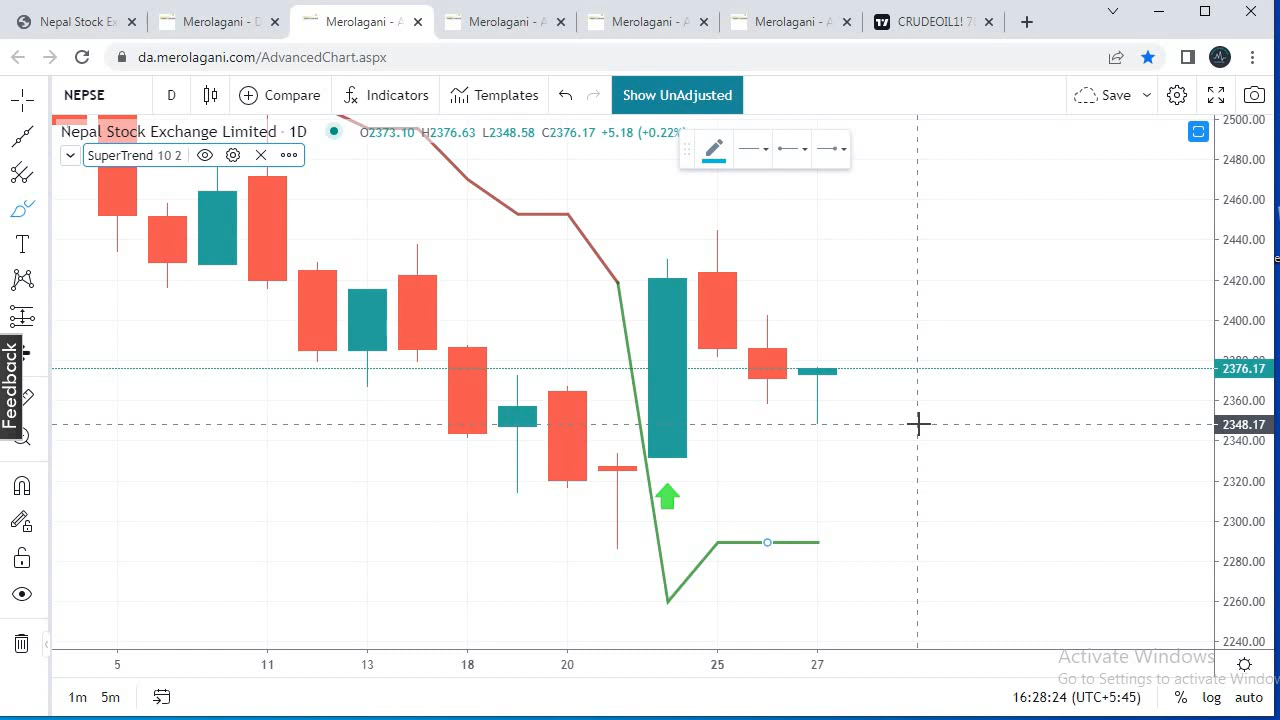 Nepal Stock Ex
Merolagani - D
Merolagani - A
Merolagani - A
Merolagani - A
Merolagani - A
CRUDEOIL1! 7
da.merolagani.com/AdvancedChart.aspx
NEPSE D Compare Indicators Templates Show UnAdjusted Save
Nepal Stock Exchange Limited · 1D O2373.10 H2376.63 L2348.58 C2376.17 +5.18 (+0.22%
SuperTrend 10 2
2500.00
2480.00
2460.00
2440.00
2420.00
2400.00
2380.00
2376.17
2360.00
2348.17
2340.00
2320.00
2300.00
2280.00
2260.00
2240.00
Feedback
5 11 13 18 20 25 27
Activate Windows
Go to Settings to activate Windows
1m 5m 16:28:24 (UTC+5:45) % log auto